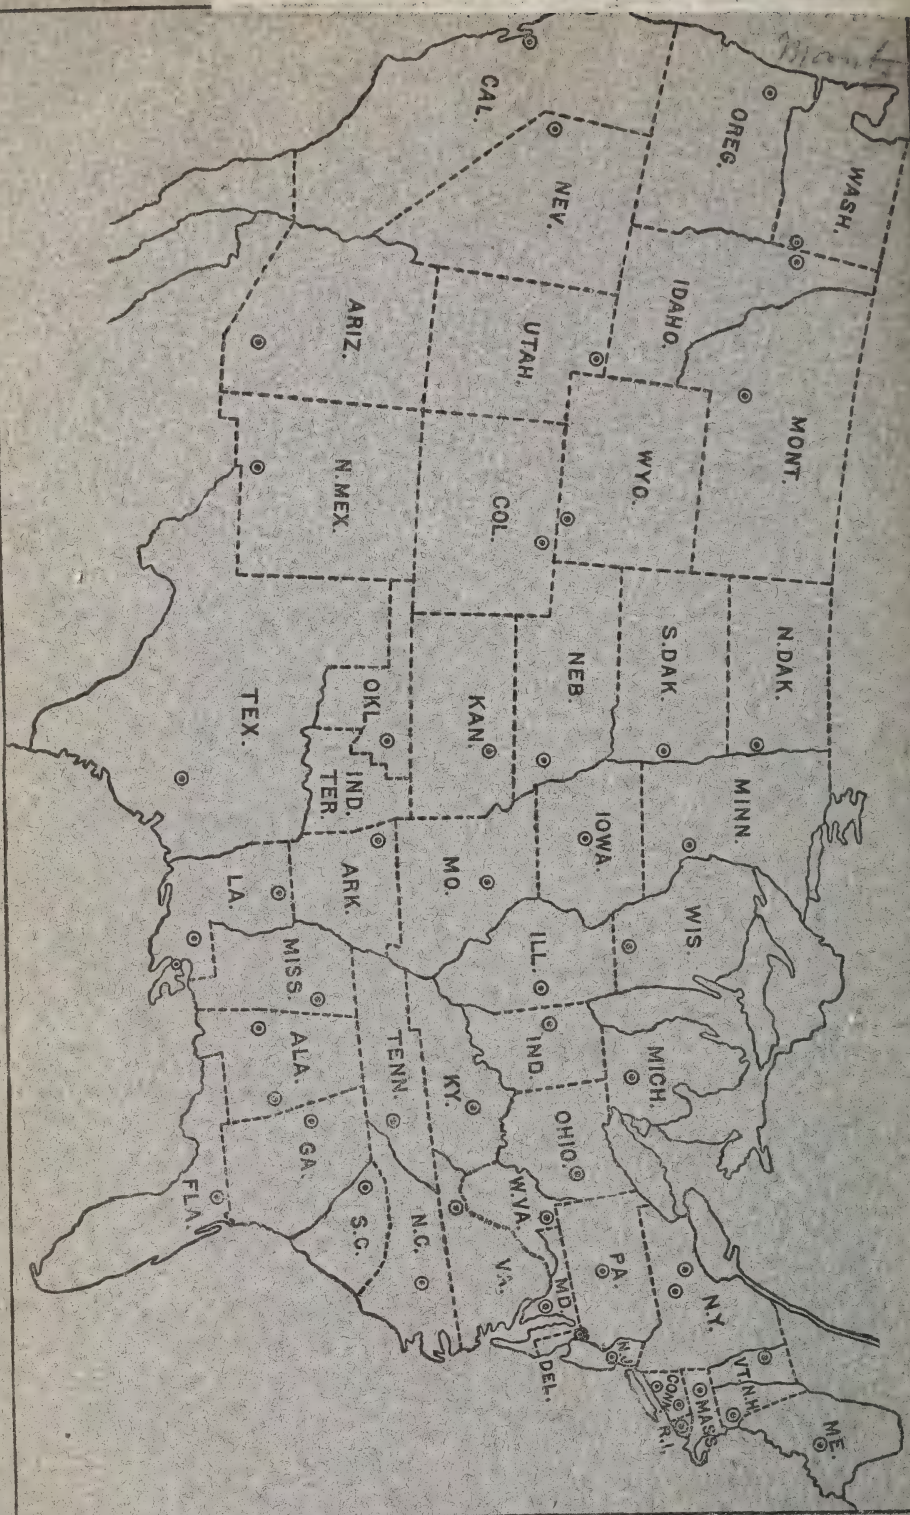 Mont
WASH.
OREG.
CAL.
NEV.
IDAHO.
MONT.
WYO.
UTAH.
COL.
ARIZ.
N.MEX.
N.DAK.
S.DAK.
NEB.
KAN.
OKL.
IND.
TER.
TEX.
MINN.
IOWA.
MO.
ARK.
LA.
WIS.
ILL.
MICH.
IND.
OHIO.
KY.
TENN.
MISS.
ALA.
GA.
FLA.
S.C.
N.C.
VA.
W.VA.
MD.
DEL.
PA.
N.J.
N.Y.
CONN.
R.I.
MASS.
VT.
N.H.
ME.